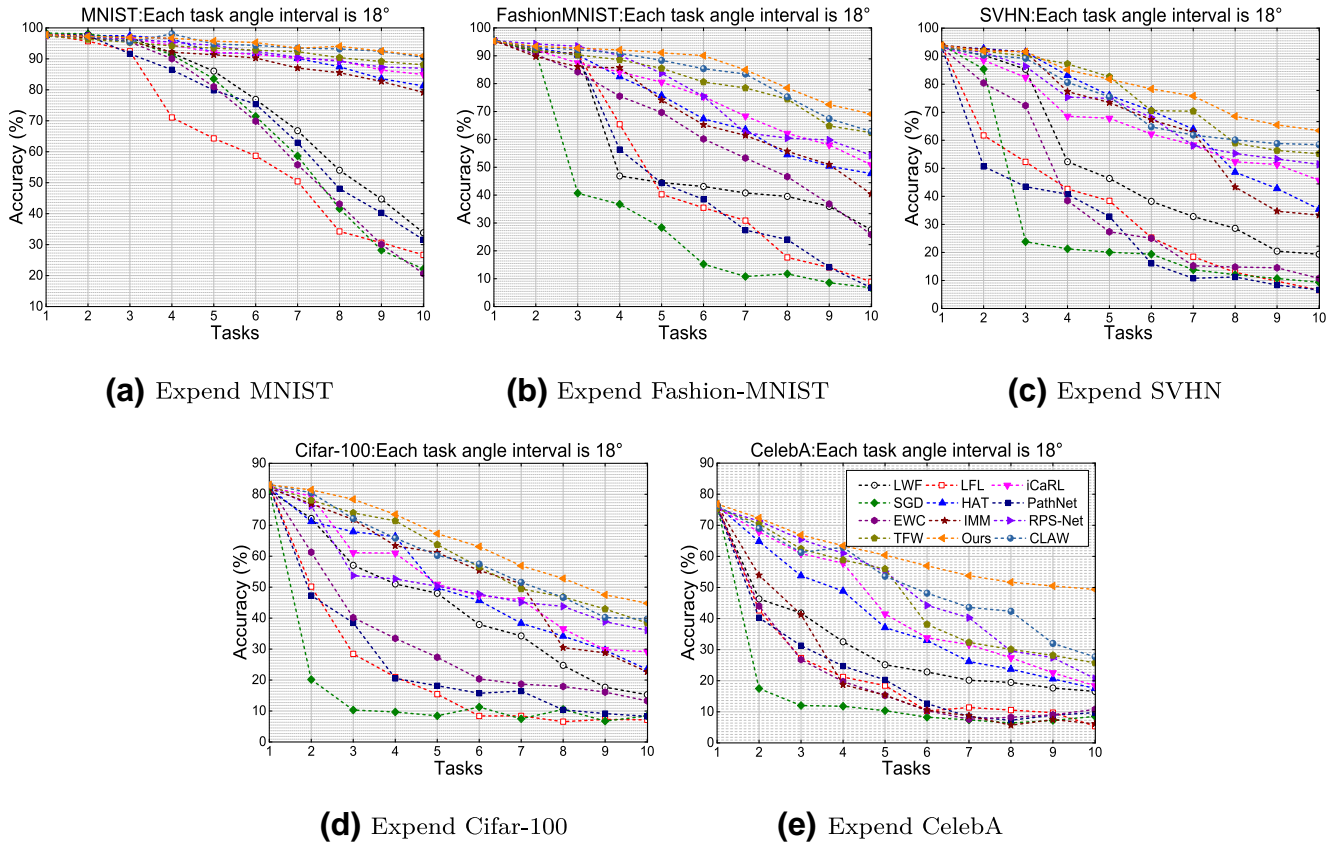 MNIST:Each task angle interval is 18°
100
90
80
70
60
50
40
30
20
10
Accuracy (%)
1 2 3 4 5 6 7 8 9 10
Tasks
(a) Expend MNIST
FashionMNIST:Each task angle interval is 18°
100
90
80
70
60
50
40
30
20
10
0
Accuracy (%)
1 2 3 4 5 6 7 8 9 10
Tasks
(b) Expend Fashion-MNIST
SVHN:Each task angle interval is 18°
100
90
80
70
60
50
40
30
20
10
0
Accuracy (%)
1 2 3 4 5 6 7 8 9 10
Tasks
(c) Expend SVHN
Cifar-100:Each task angle interval is 18°
90
80
70
60
50
40
30
20
10
0
Accuracy (%)
1 2 3 4 5 6 7 8 9 10
Tasks
(d) Expend Cifar-100
CelebA:Each task angle interval is 18°
90
80
70
60
50
40
30
20
10
0
Accuracy (%)
LWF LFL iCaRL
SGD HAT PathNet
EWC IMM RPS-Net
TFW Ours CLAW
1 2 3 4 5 6 7 8 9 10
Tasks
(e) Expend CelebA